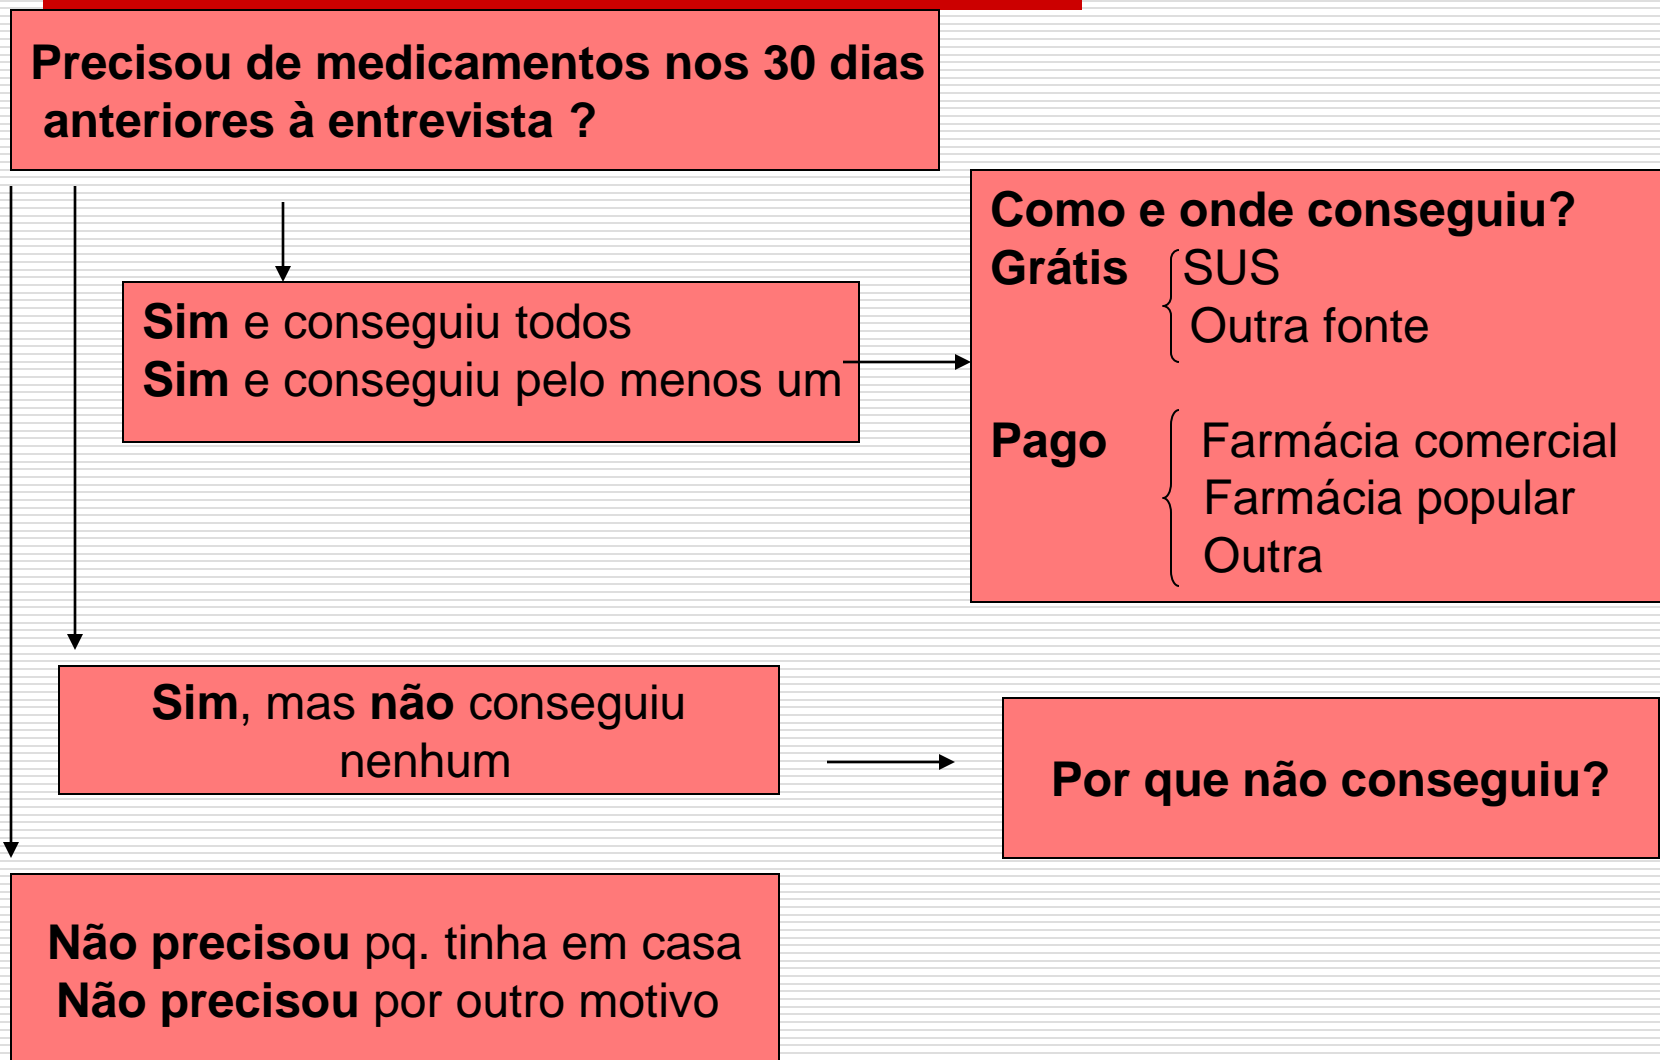 Precisou de medicamentos nos 30 dias
anteriores à entrevista ?
Como e onde conseguiu?
Grátis SUS
Outra fonte
Pago Farmácia comercial
Farmácia popular
Outra
Sim e conseguiu todos
Sim e conseguiu pelo menos um
Sim, mas não conseguiu
nenhum
Por que não conseguiu?
Não precisou pq. tinha em casa
Não precisou por outro motivo